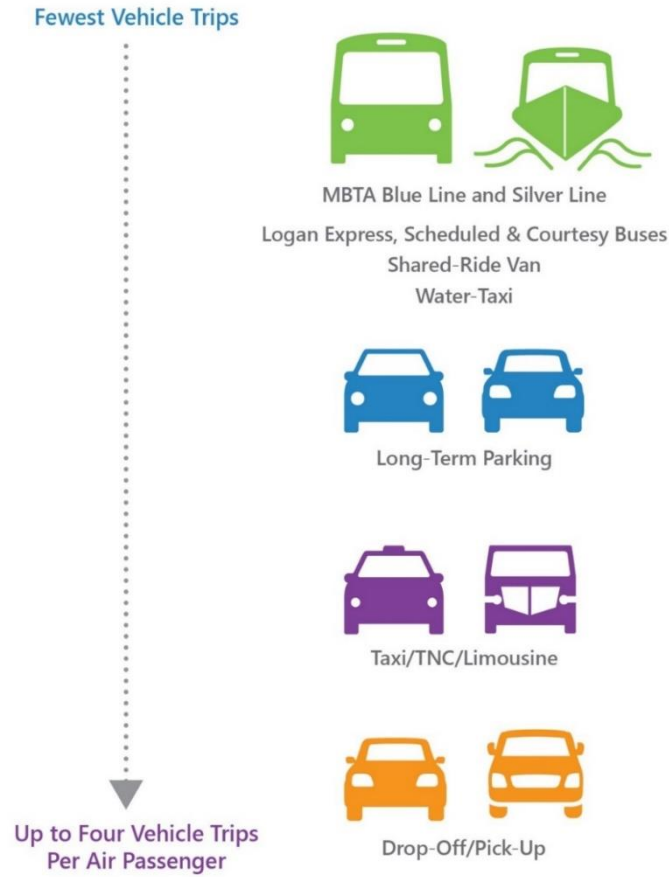 Fewest Vehicle Trips
MBTA Blue Line and Silver Line
Logan Express, Scheduled & Courtesy Buses
Shared-Ride Van
Water-Taxi
Long-Term Parking
Taxi/TNC/Limousine
Drop-Off/Pick-Up
Up to Four Vehicle Trips
Per Air Passenger